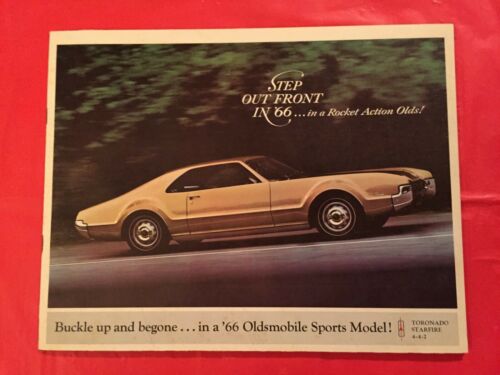 STEP
OUT FRONT
IN '66 ... in a Rocket Action Olds!
Buckle up and begone ... in a '66 Oldsmobile Sports Model!
TORONADO
STARFIRE
4-4-2